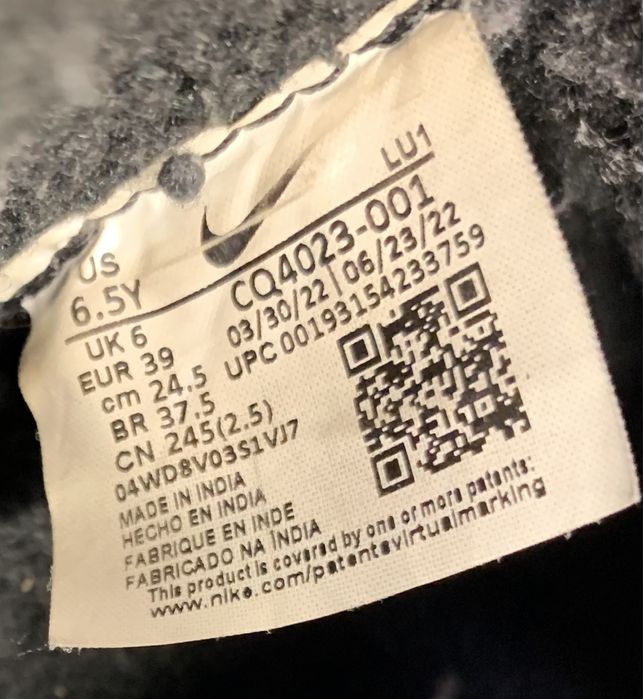 LU1
US
6.5Y
CQ4023-001
UK 6
03/30/22 | 06/23/22
EUR 39
UPC 00193154233759
cm 24.5
BR 37.5
CN 245(2.5)
04WD8V03S1VJ7
MADE IN INDIA
HECHO EN INDIA
FABRIQUE EN INDE
FABRICADO NA INDIA
This product is covered by one or more patents:
www.nike.com/patentsvirtualmarking